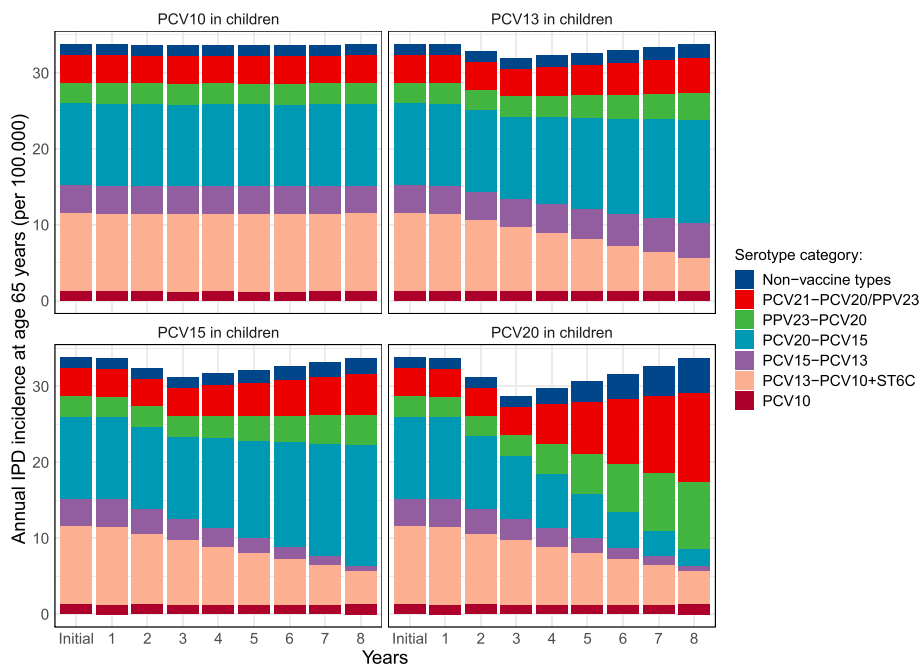 PCV10 in children
PCV13 in children
30
20
10
0
PCV15 in children
PCV20 in children
30
20
10
0
Initial 1 2 3 4 5 6 7 8
Initial 1 2 3 4 5 6 7 8
Years
Annual IPD incidence at age 65 years (per 100.000)
Serotype category:
Non−vaccine types
PCV21−PCV20/PPV23
PPV23−PCV20
PCV20−PCV15
PCV15−PCV13
PCV13−PCV10+ST6C
PCV10